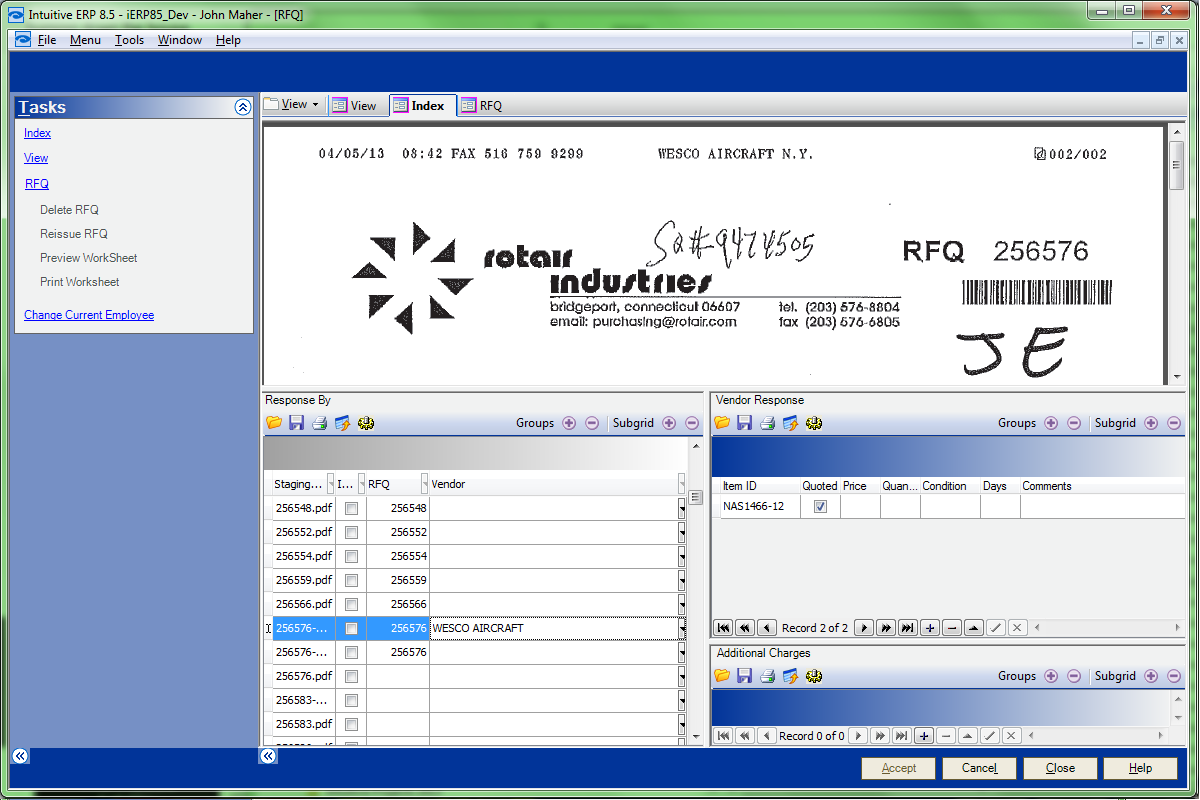 Intuitive ERP 8.5 - iERP85_Dev - John Maher - [RFQ]
File Menu Tools Window Help
Tasks
Index
View
RFQ
Delete RFQ
Reissue RFQ
Preview WorkSheet
Print Worksheet
Change Current Employee
View View Index RFQ
04/05/13 08:42 FAX 516 759 9299 WESCO AIRCRAFT N.Y. 002/002
SQ#9474505
rotair
industries
RFQ 256576
bridgeport, connecticut 06607 tel. (203) 576-8804
email: purchasing@rotair.com fax (203) 576-6805
JE
Response By
Groups Subgrid
Staging... I... RFQ Vendor
256548.pdf 256548
256552.pdf 256552
256554.pdf 256554
256559.pdf 256559
256566.pdf 256566
256576-... 256576 WESCO AIRCRAFT
256576-... 256576
256576.pdf
256583-...
256583.pdf
Vendor Response
Groups Subgrid
Item ID Quoted Price Quan... Condition Days Comments
NAS1466-12
Record 2 of 2
Additional Charges
Groups Subgrid
Record 0 of 0
Accept Cancel Close Help